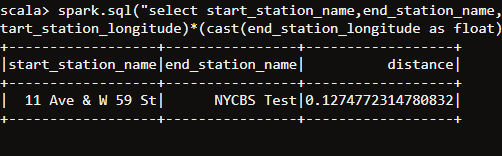 scala> spark.sql("select start_station_name,end_station_name,
tart_station_longitude)*(cast(end_station_longitude as float)
+------------------+----------------+------------------+
|start_station_name|end_station_name|          distance|
+------------------+----------------+------------------+
|  11 Ave & W 59 St|      NYCBS Test|0.1274772314780832|
+------------------+----------------+------------------+